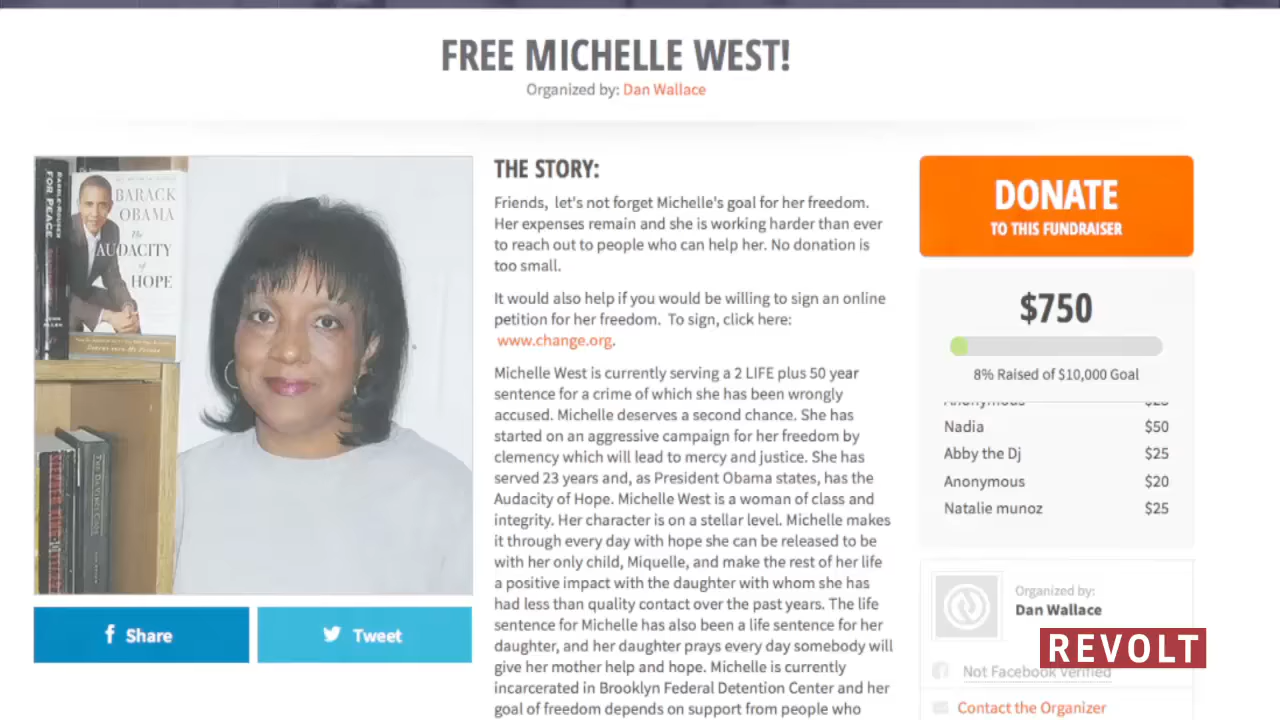 FREE MICHELLE WEST!
Organized by: Dan Wallace
FOR PEACE
BARACK
OBAMA
The
AUDACITY
of
HOPE
THE DA VINCI CODE
Share
Tweet
THE STORY:
Friends, let's not forget Michelle's goal for her freedom.
Her expenses remain and she is working harder than ever
to reach out to people who can help her. No donation is
too small.
It would also help if you would be willing to sign an online
petition for her freedom. To sign, click here:
www.change.org.
Michelle West is currently serving a 2 LIFE plus 50 year
sentence for a crime of which she has been wrongly
accused. Michelle deserves a second chance. She has
started on an aggressive campaign for her freedom by
clemency which will lead to mercy and justice. She has
served 23 years and, as President Obama states, has the
Audacity of Hope. Michelle West is a woman of class and
integrity. Her character is on a stellar level. Michelle makes
it through every day with hope she can be released to be
with her only child, Miquelle, and make the rest of her life
a positive impact with the daughter with whom she has
had less than quality contact over the past years. The life
sentence for Michelle has also been a life sentence for her
daughter, and her daughter prays every day somebody will
give her mother help and hope. Michelle is currently
incarcerated in Brooklyn Federal Detention Center and her
goal of freedom depends on support from people who
DONATE
TO THIS FUNDRAISER
$750
8% Raised of $10,000 Goal
Anonymous $25
Nadia $50
Abby the Dj $25
Anonymous $20
Natalie munoz $25
Organized by:
Dan Wallace
REVOLT
Not Facebook Verified
Contact the Organizer